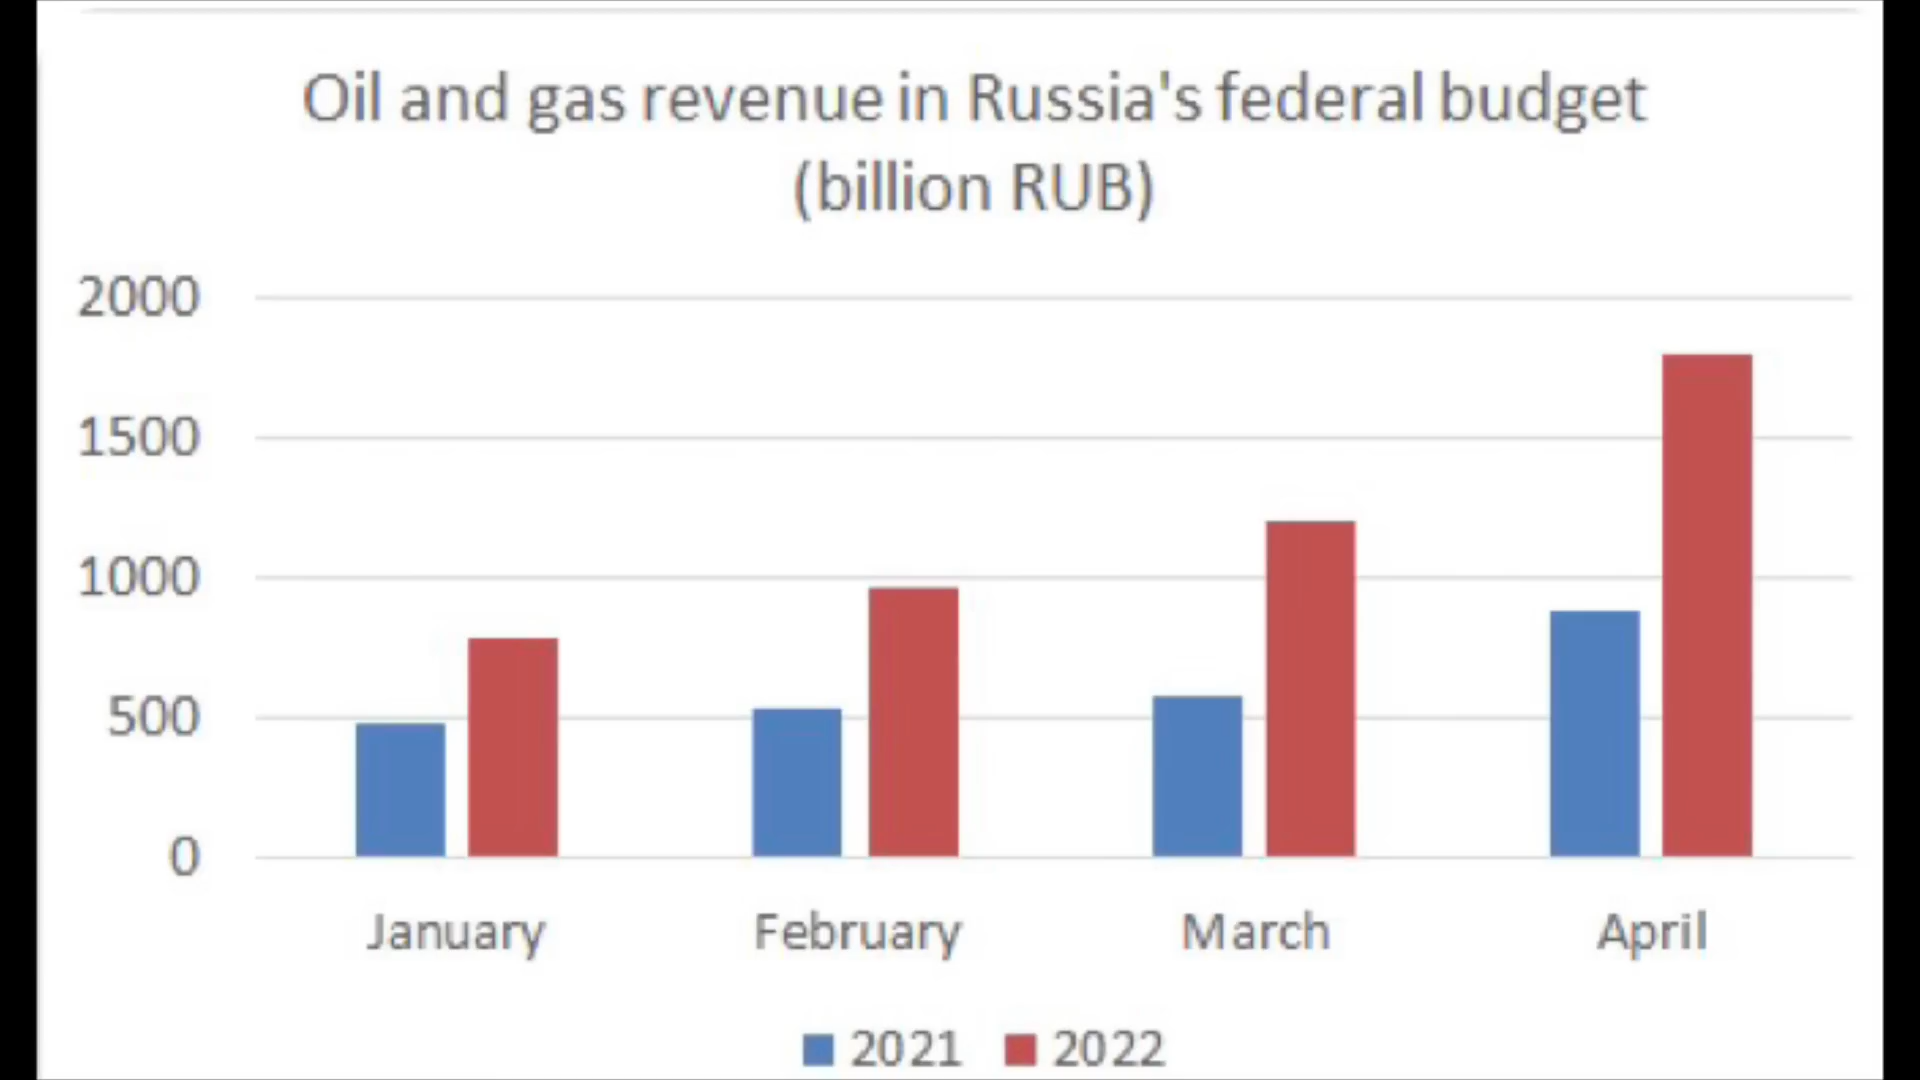 Oil and gas revenue in Russia's federal budget
(billion RUB)
2000
1500
1000
500
0
January February March April
2021 2022